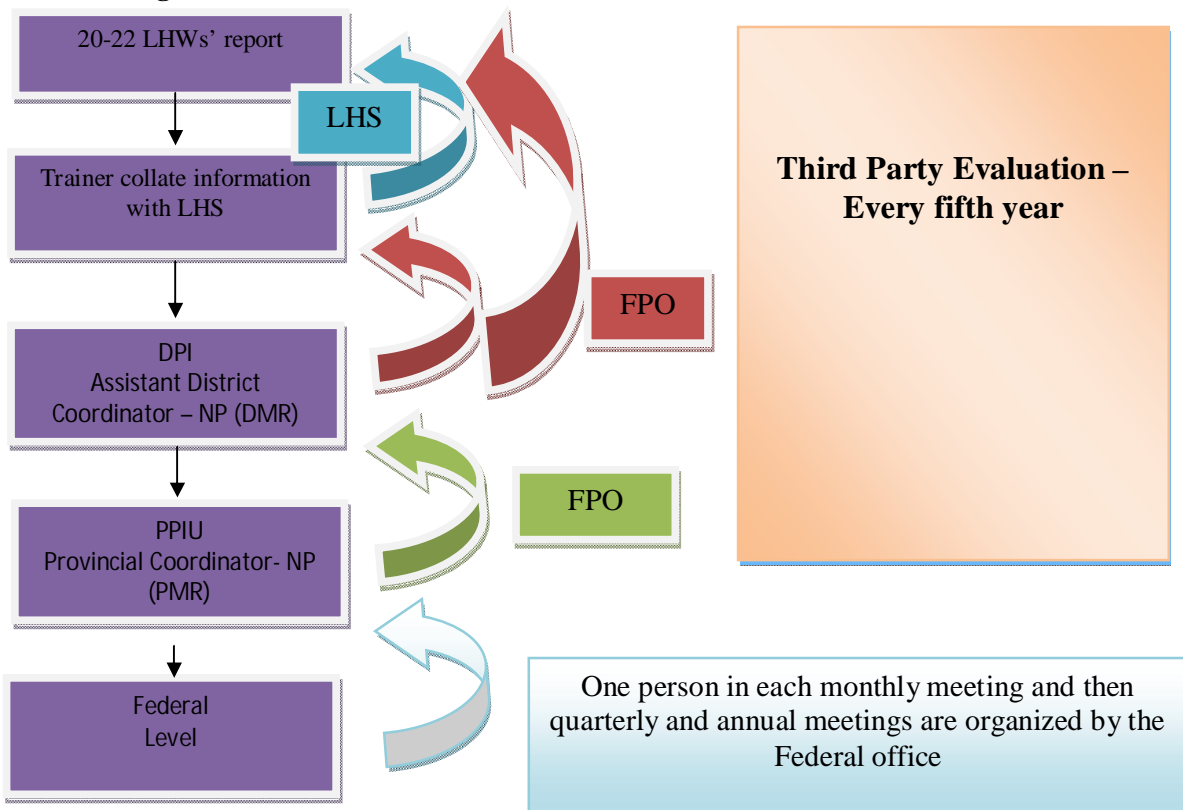 20-22 LHWs' report
LHS
Trainer collate information
with LHS
DPI
Assistant District
Coordinator – NP (DMR)
FPO
PPIU
Provincial Coordinator- NP
(PMR)
FPO
Federal
Level
Third Party Evaluation –
Every fifth year
One person in each monthly meeting and then
quarterly and annual meetings are organized by the
Federal office